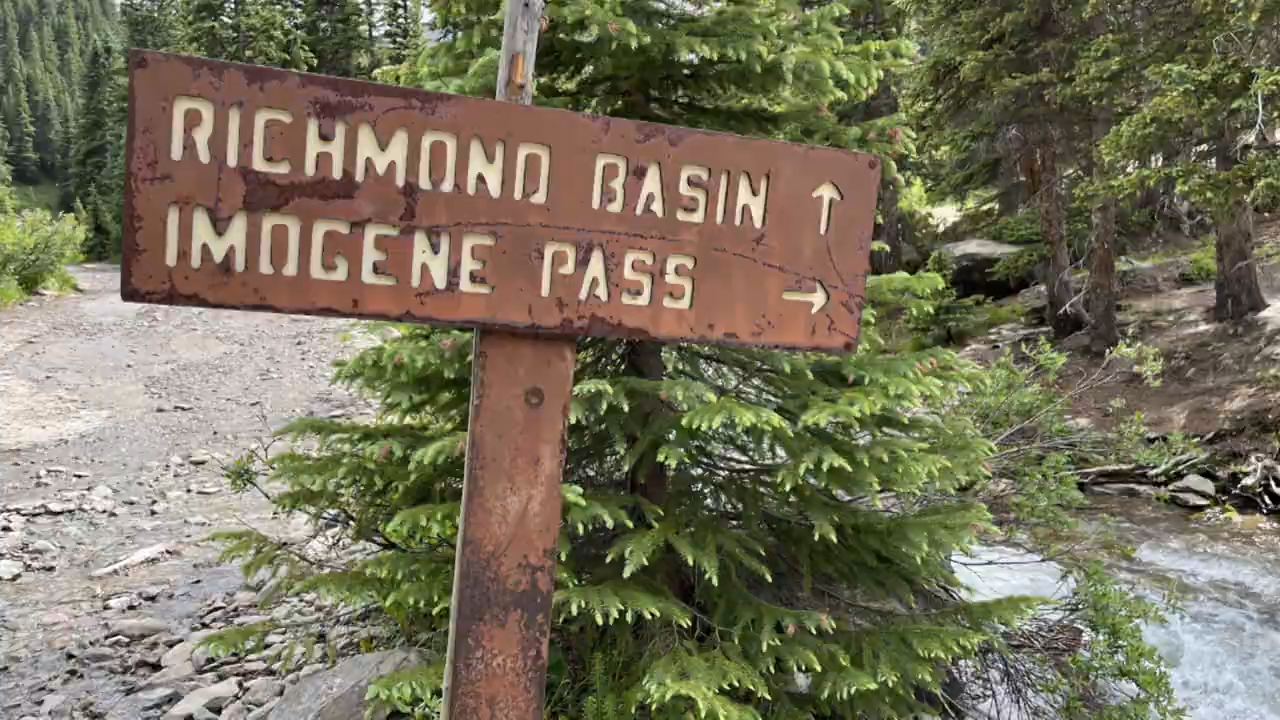 RICHMOND BASIN ↑
IMOGENE PASS →